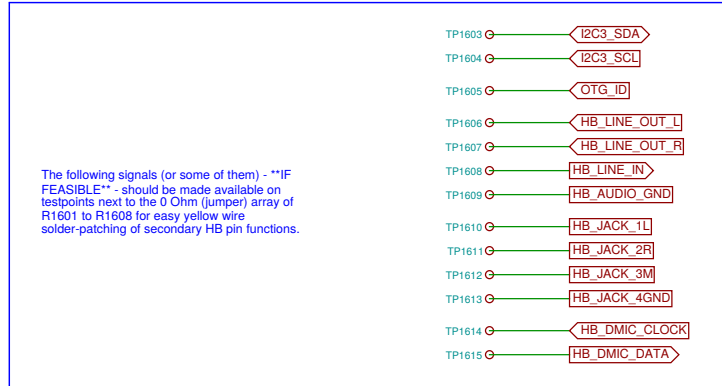 TP1603 I2C3_SDA
TP1604 I2C3_SCL
TP1605 OTG_ID
TP1606 HB_LINE_OUT_L
TP1607 HB_LINE_OUT_R
TP1608 HB_LINE_IN
TP1609 HB_AUDIO_GND
TP1610 HB_JACK_1L
TP1611 HB_JACK_2R
TP1612 HB_JACK_3M
TP1613 HB_JACK_4GND
TP1614 HB_DMIC_CLOCK
TP1615 HB_DMIC_DATA
The following signals (or some of them) - **IF
FEASIBLE** - should be made available on
testpoints next to the 0 Ohm (jumper) array of
R1601 to R1608 for easy yellow wire
solder-patching of secondary HB pin functions.